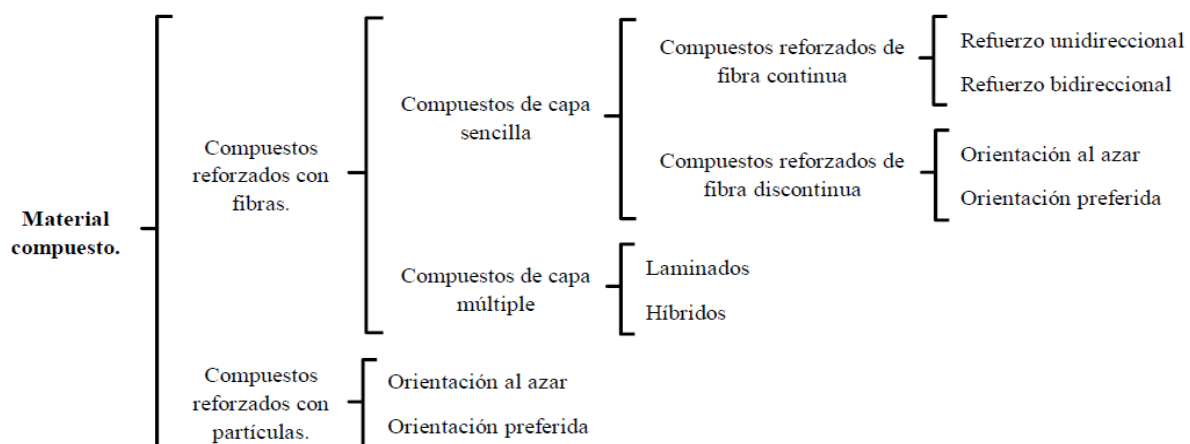 Material
compuesto.
Compuestos
reforzados con
fibras.
Compuestos de capa
sencilla
Compuestos reforzados de
fibra continua
Refuerzo unidireccional
Refuerzo bidireccional
Compuestos reforzados de
fibra discontinua
Orientación al azar
Orientación preferida
Compuestos de capa
múltiple
Laminados
Híbridos
Compuestos
reforzados con
partículas.
Orientación al azar
Orientación preferida